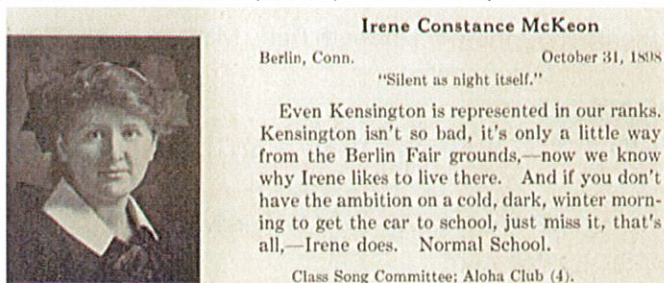 Irene Constance McKeon
Berlin, Conn. October 31, 1898
"Silent as night itself."
Even Kensington is represented in our ranks.
Kensington isn't so bad, it's only a little way
from the Berlin Fair grounds,—now we know
why Irene likes to live there. And if you don't
have the ambition on a cold, dark, winter morn-
ing to get the car to school, just miss it, that's
all,—Irene does. Normal School.
Class Song Committee; Aloha Club (4).